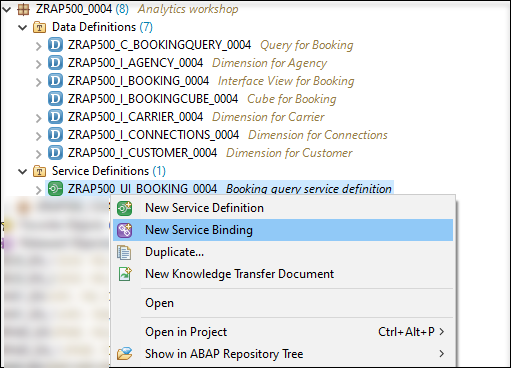 ZRAP500_0004 (8) Analytics workshop
Data Definitions (7)
ZRAP500_C_BOOKINGQUERY_0004 Query for Booking
ZRAP500_I_AGENCY_0004 Dimension for Agency
ZRAP500_I_BOOKING_0004 Interface View for Booking
ZRAP500_I_BOOKINGCUBE_0004 Cube for Booking
ZRAP500_I_CARRIER_0004 Dimension for Carrier
ZRAP500_I_CONNECTIONS_0004 Dimension for Connections
ZRAP500_I_CUSTOMER_0004 Dimension for Customer
Service Definitions (1)
ZRAP500_UI_BOOKING_0004 Booking query service definition
New Service Definition
New Service Binding
Duplicate...
New Knowledge Transfer Document
Open
Open in Project Ctrl+Alt+P >
Show in ABAP Repository Tree >